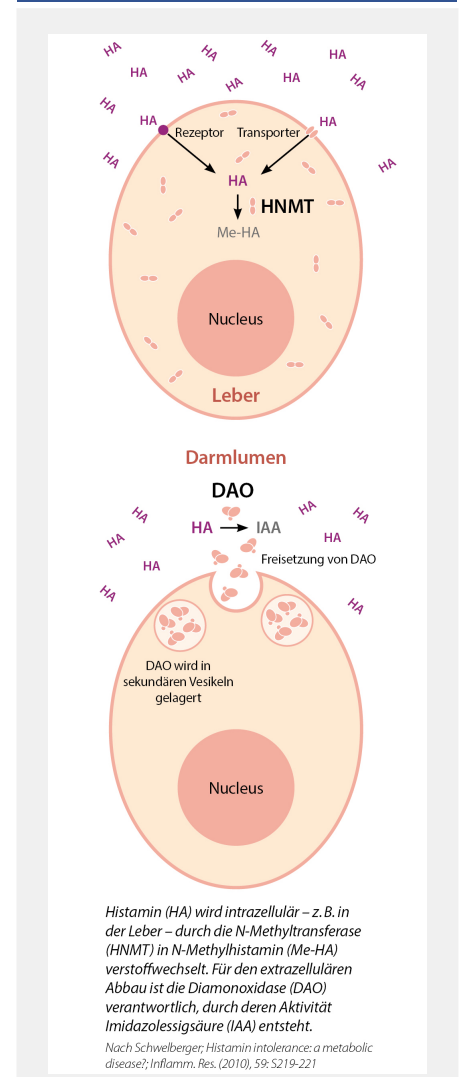 HA
HA
HA
HA
HA
HA
HA
HA
HA
HA
HA
HA
HA
HA
Rezeptor
Transporter
HA
HNMT
Me-HA
Nucleus
Leber
Darmlumen
DAO
HA
HA
HA
HA
IAA
HA
HA
Freisetzung von DAO
HA
HA
HA
DAO wird in
sekundären Vesikeln
gelagert
Nucleus
Histamin (HA) wird intrazellulär – z. B. in
der Leber – durch die N-Methyltransferase
(HNMT) in N-Methylhistamin (Me-HA)
verstoffwechselt. Für den extrazellulären
Abbau ist die Diamonoxidase (DAO)
verantwortlich, durch deren Aktivität
Imidazolessigsäure (IAA) entsteht.
Nach Schwelberger; Histamin intolerance: a metabolic
disease?; Inflamm. Res. (2010), 59: S219-221